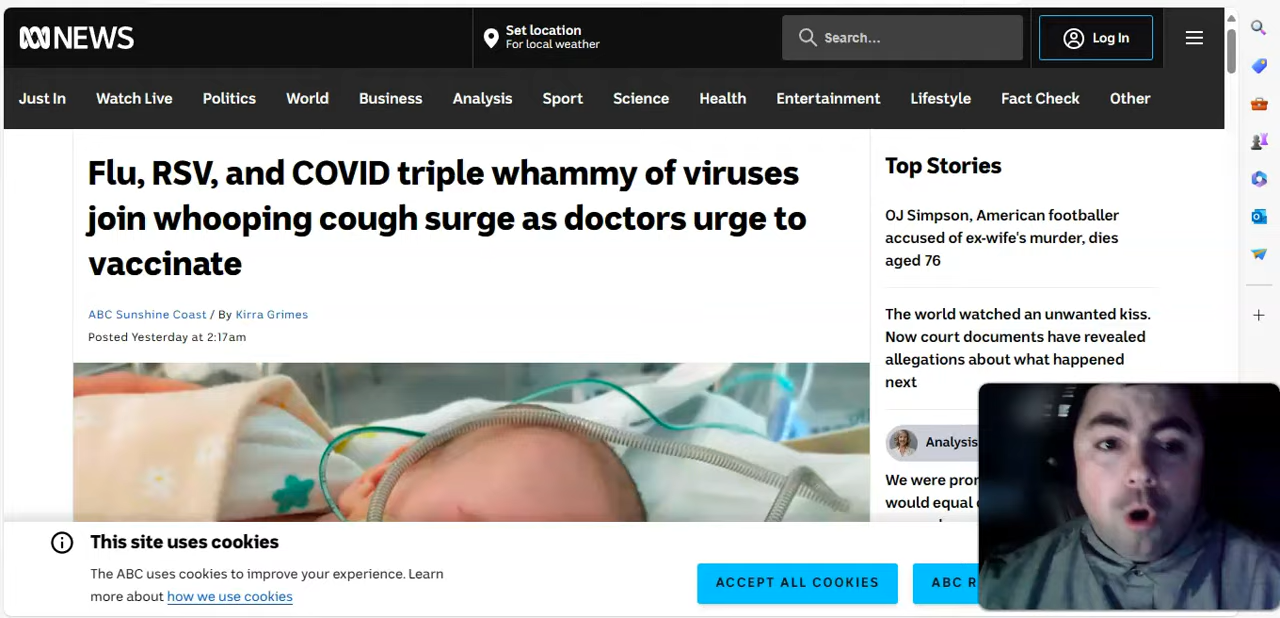 NEWS
Set location
For local weather
Search...
Log In
Just In Watch Live Politics World Business Analysis Sport Science Health Entertainment Lifestyle Fact Check Other
Flu, RSV, and COVID triple whammy of viruses
join whooping cough surge as doctors urge to
vaccinate
ABC Sunshine Coast / By Kirra Grimes
Posted Yesterday at 2:17am
Top Stories
OJ Simpson, American footballer
accused of ex-wife's murder, dies
aged 76
The world watched an unwanted kiss.
Now court documents have revealed
allegations about what happened
next
Analysis
We were
would equal
This site uses cookies
The ABC uses cookies to improve your experience. Learn
more about how we use cookies
ACCEPT ALL COOKIES
ABC